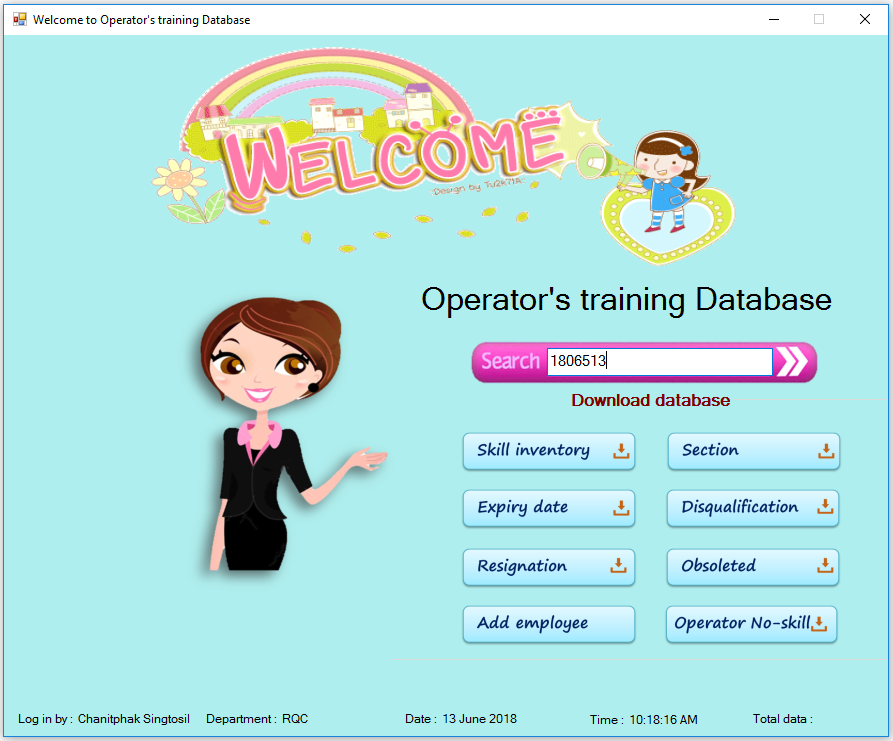 Welcome to Operator's training Database
WELCOME
Design by Tu2k71A
Operator's training Database
Search 1806513
Download database
Skill inventory Section
Expiry date Disqualification
Resignation Obsoleted
Add employee Operator No-skill
Log in by : Chanitphak Singtosil Department : RQC Date : 13 June 2018 Time : 10:18:16 AM Total data :